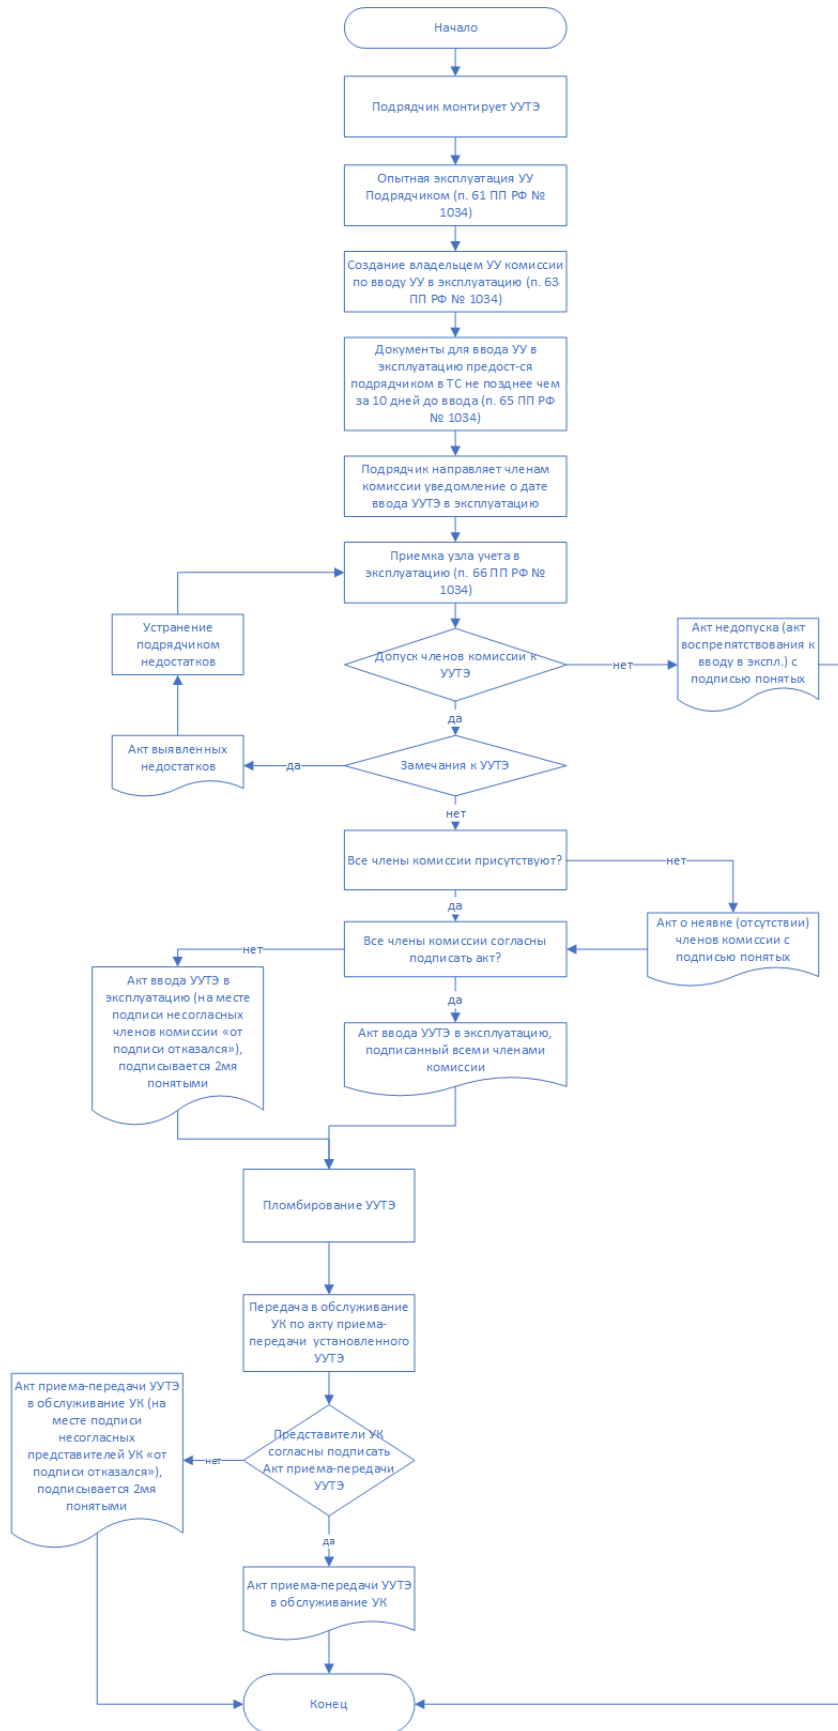 Начало
Подрядчик монтирует УУТЭ
Опытная эксплуатация УУ
Подрядчиком (п. 61 ПП РФ №
1034)
Создание владельцем УУ комиссии
по вводу УУ в эксплуатацию (п. 63
ПП РФ № 1034)
Документы для ввода УУ в
эксплуатацию предост-ся
подрядчиком в ТС не позднее чем
за 10 дней до ввода (п. 65 ПП РФ
№ 1034)
Подрядчик направляет членам
комиссии уведомление о дате
ввода УУТЭ в эксплуатацию
Приемка узла учета в
эксплуатацию (п. 66 ПП РФ №
1034)
Устранение
подрядчиком
недостатков
Допуск членов комиссии к
УУТЭ
нет
Акт недопуска (акт
воспрепятствования к
вводу в экспл.) с
подписью понятых
да
Акт выявленных
недостатков
да
Замечания к УУТЭ
нет
Все члены комиссии присутствуют?
нет
да
Акт о неявке (отсутствии)
членов комиссии с
подписью понятых
Все члены комиссии согласны
подписать акт?
нет
да
Акт ввода УУТЭ в
эксплуатацию (на месте
подписи несогласных
членов комиссии «от
подписи отказался»),
подписывается 2мя
понятыми
Акт ввода УУТЭ в эксплуатацию,
подписанный всеми членами
комиссии
Пломбирование УУТЭ
Передача в обслуживание
УК по акту приема-
передачи установленного
УУТЭ
Акт приема-передачи УУТЭ
в обслуживание УК (на
месте подписи
несогласных
представителей УК «от
подписи отказался»),
подписывается 2мя
понятыми
нет
Представители УК
согласны подписать
Акт приема-передачи
УУТЭ
да
Акт приема-передачи УУТЭ
в обслуживание УК
Конец